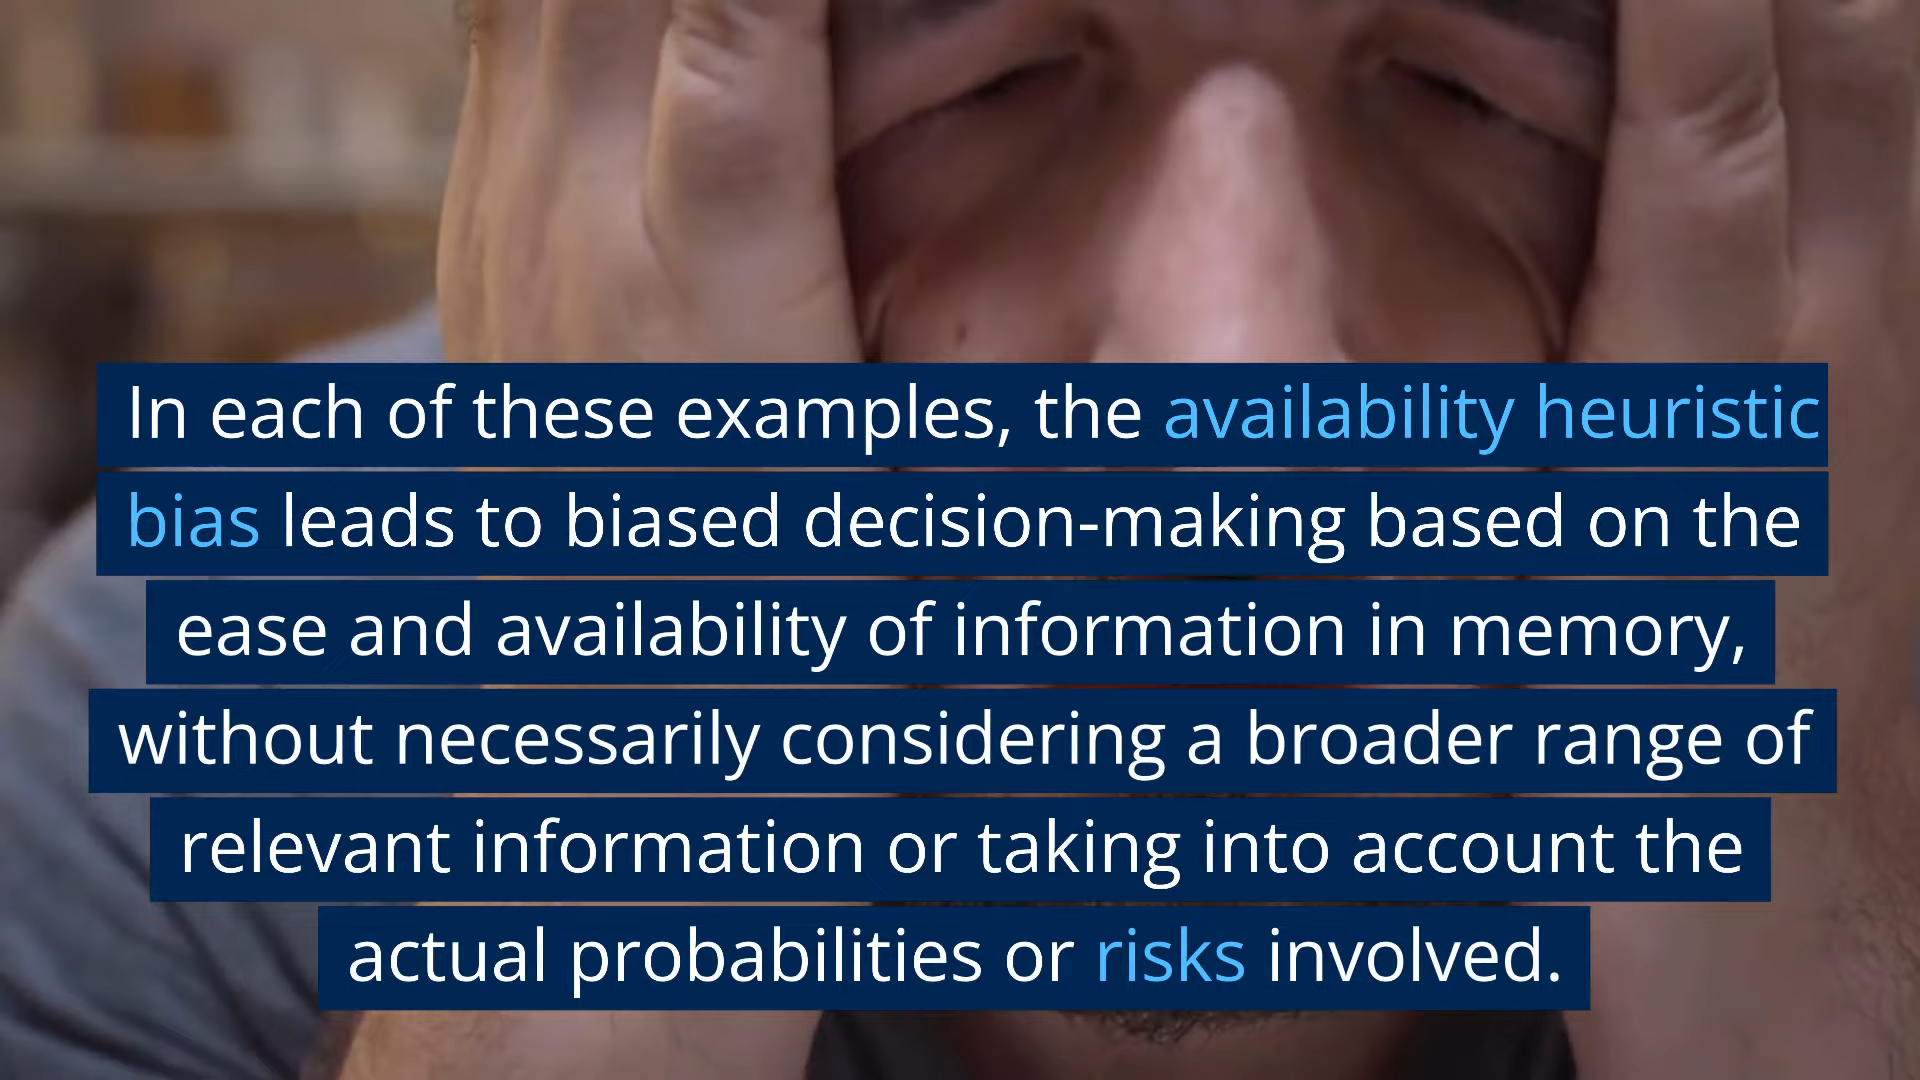 In each of these examples, the availability heuristic
bias leads to biased decision-making based on the
ease and availability of information in memory,
without necessarily considering a broader range of
relevant information or taking into account the
actual probabilities or risks involved.